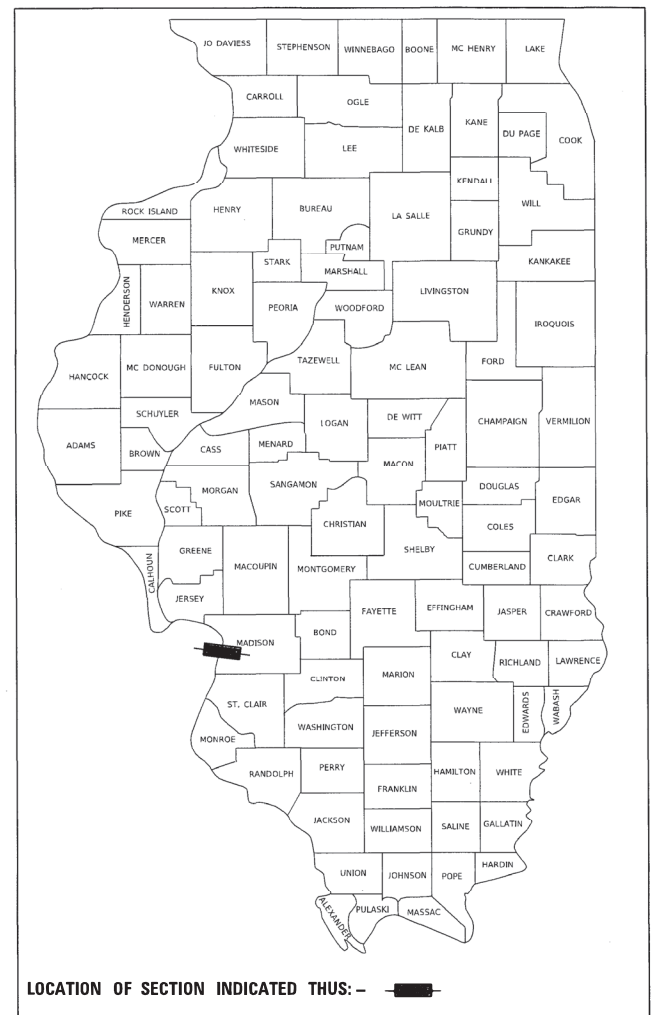 JO DAVIESS STEPHENSON WINNEBAGO BOONE MC HENRY LAKE
CARROLL OGLE DE KALB KANE DU PAGE COOK
WHITESIDE LEE
KENDALL
ROCK ISLAND HENRY BUREAU LA SALLE WILL
MERCER PUTNAM GRUNDY
STARK MARSHALL KANKAKEE
HENDERSON WARREN KNOX PEORIA WOODFORD LIVINGSTON
IROQUOIS
HANCOCK MC DONOUGH FULTON TAZEWELL MC LEAN FORD
MASON
SCHUYLER LOGAN DE WITT CHAMPAIGN VERMILION
ADAMS BROWN CASS MENARD PIATT
MACON
PIKE SCOTT MORGAN SANGAMON MOULTRIE DOUGLAS EDGAR
CHRISTIAN COLES
CALHOUN GREENE MACOUPIN MONTGOMERY SHELBY CUMBERLAND CLARK
JERSEY FAYETTE EFFINGHAM JASPER CRAWFORD
MADISON BOND
CLINTON MARION CLAY RICHLAND LAWRENCE
ST. CLAIR WAYNE EDWARDS WABASH
MONROE WASHINGTON JEFFERSON
RANDOLPH PERRY FRANKLIN HAMILTON WHITE
JACKSON WILLIAMSON SALINE GALLATIN
UNION JOHNSON POPE HARDIN
ALEXANDER PULASKI MASSAC
LOCATION OF SECTION INDICATED THUS: –